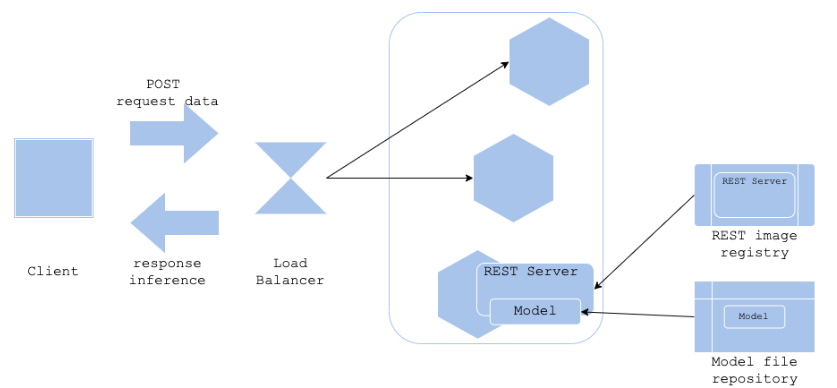 POST
request data
Client
response
inference
Load
Balancer
REST Server
Model
REST Server
REST image
registry
Model
Model file
repository